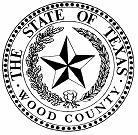 THE STATE OF TEXAS
WOOD COUNTY